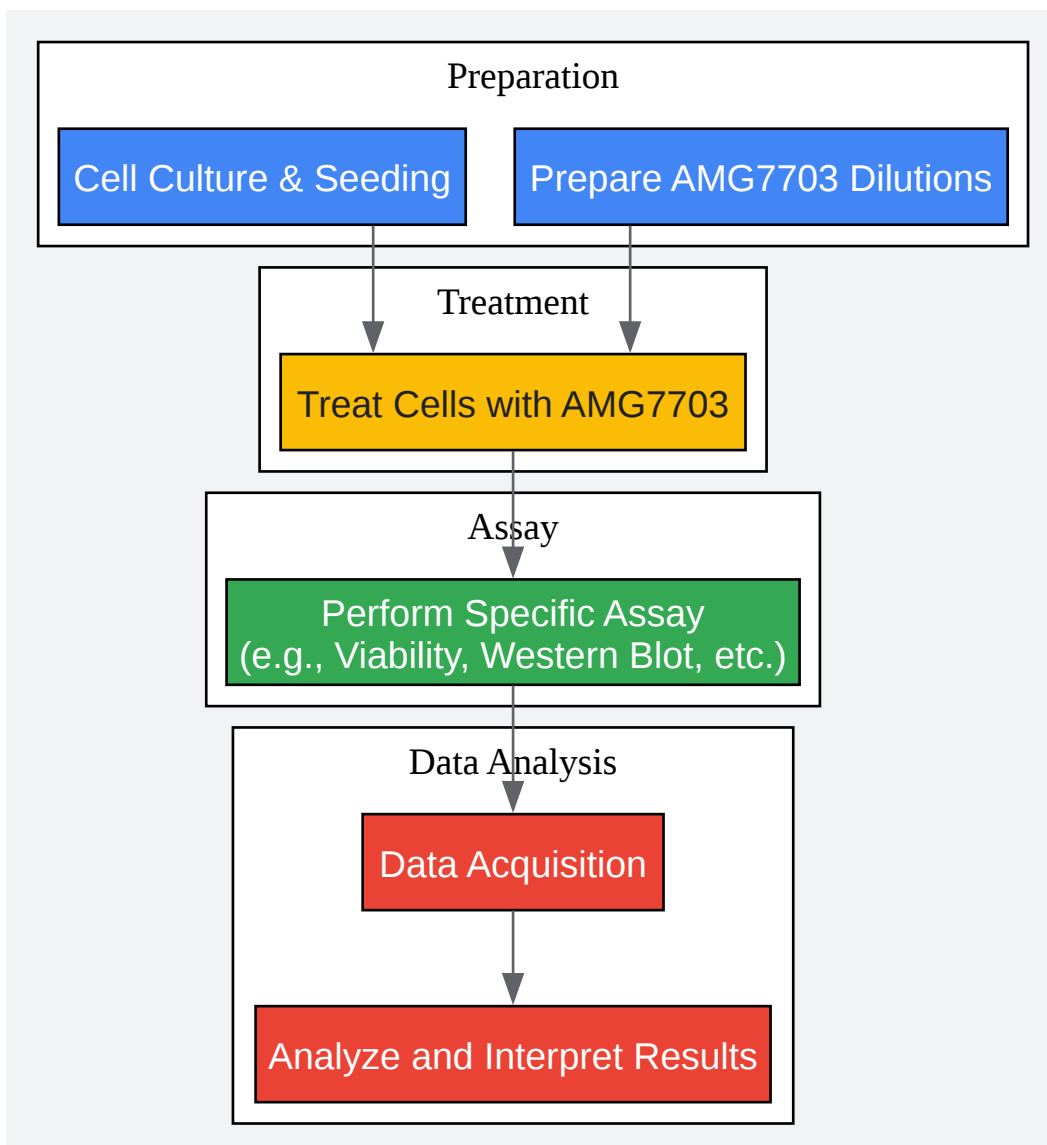 Preparation
Cell Culture & Seeding
Prepare AMG7703 Dilutions
Treatment
Treat Cells with AMG7703
Assay
Perform Specific Assay
(e.g., Viability, Western Blot, etc.)
Data Analysis
Data Acquisition
Analyze and Interpret Results